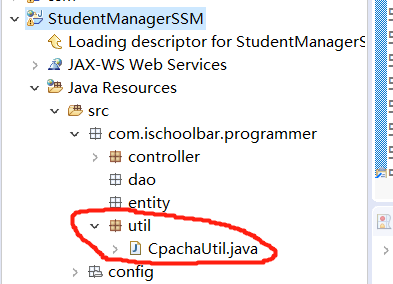 StudentManagerSSM
Loading descriptor for StudentManagerS
JAX-WS Web Services
Java Resources
src
com.ischoolbar.programmer
controller
dao
entity
util
CpachaUtil.java
config